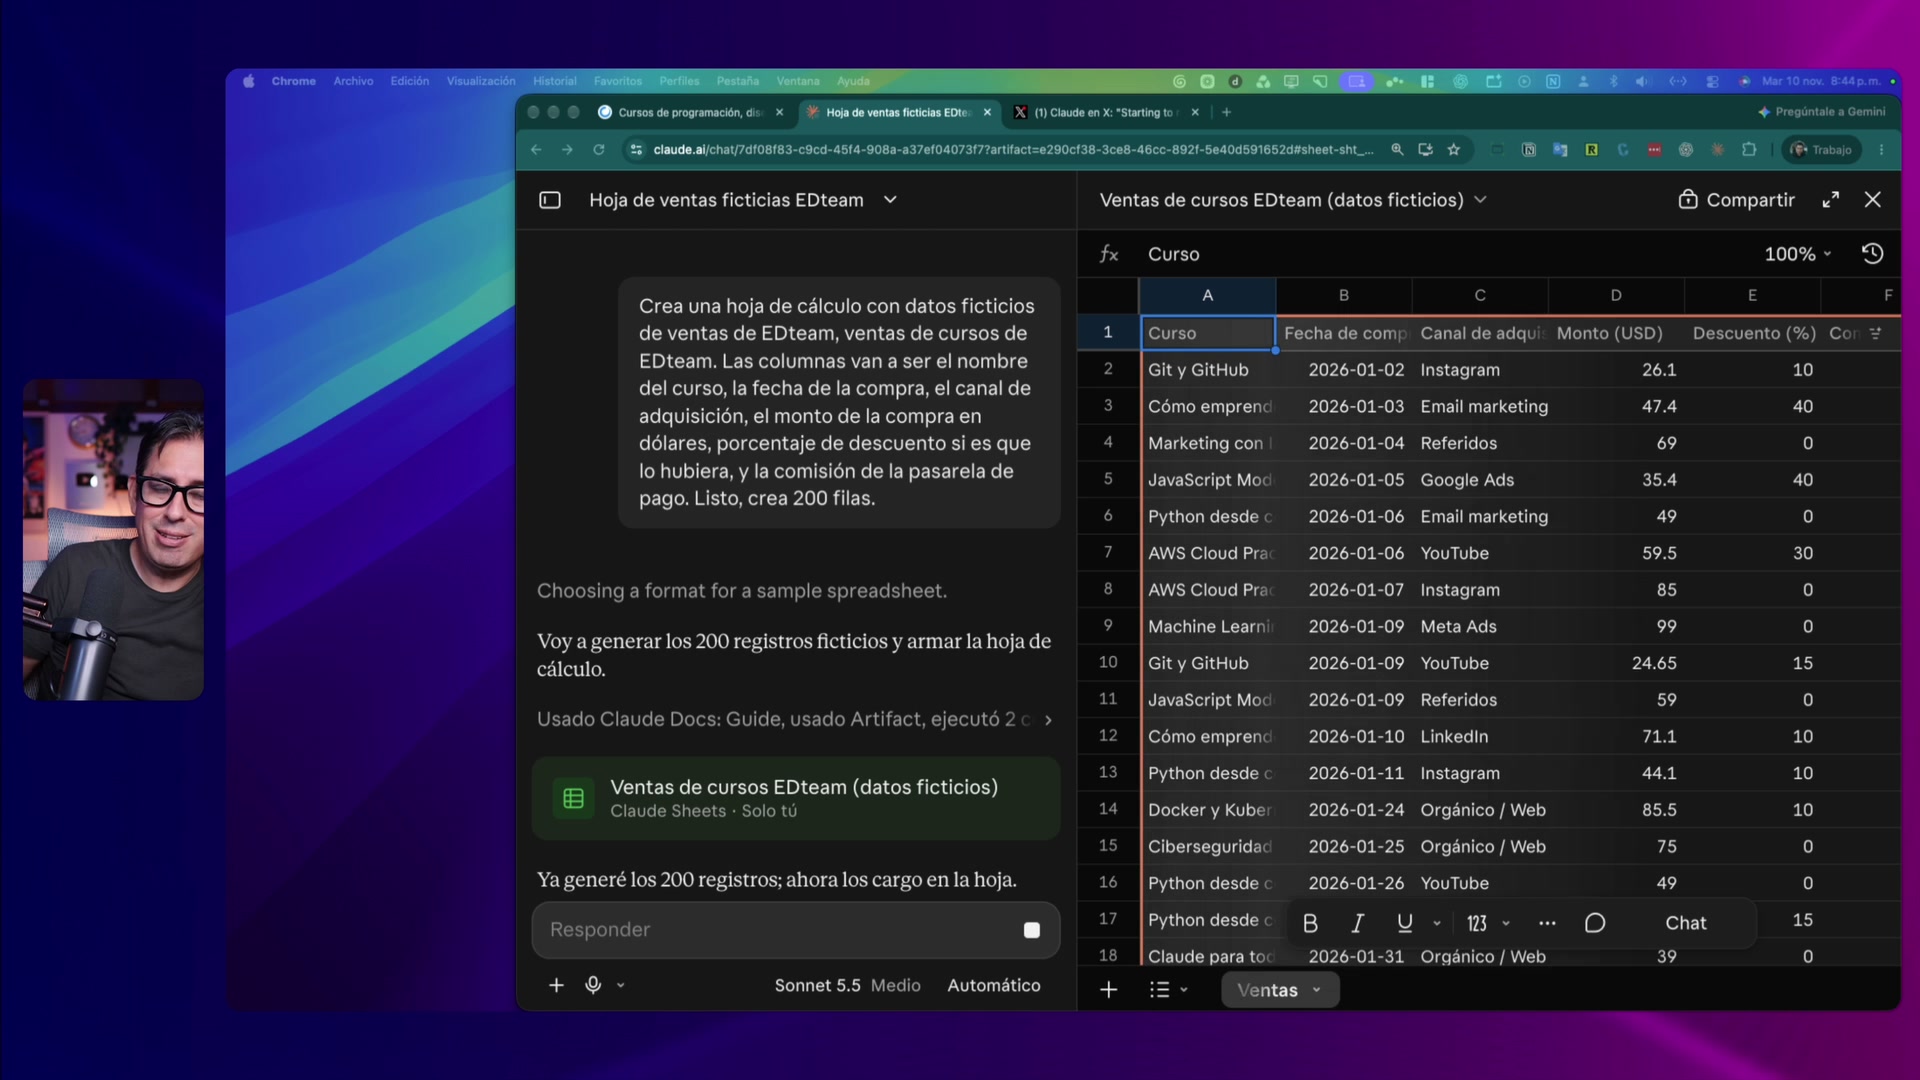 Chrome Archivo Edición Visualización Historial Favoritos Perfiles Pestaña Ventana Ayuda
Mar 10 nov. 8:44 p.m.
Cursos de programación, dis
Hoja de ventas ficticias EDte
(1) Claude en X: "Starting to
Pregúntale a Gemini
claude.ai/chat/7df08f83-c9cd-45f4-908a-a37ef04073f7?artifact=e290cf38-3ce8-46cc-892f-5e40d591652d#sheet-sht_...
Trabajo
Hoja de ventas ficticias EDteam
Crea una hoja de cálculo con datos ficticios
de ventas de EDteam, ventas de cursos de
EDteam. Las columnas van a ser el nombre
del curso, la fecha de la compra, el canal de
adquisición, el monto de la compra en
dólares, porcentaje de descuento si es que
lo hubiera, y la comisión de la pasarela de
pago. Listo, crea 200 filas.
Choosing a format for a sample spreadsheet.
Voy a generar los 200 registros ficticios y armar la hoja de
cálculo.
Usado Claude Docs: Guide, usado Artifact, ejecutó 2 c
Ventas de cursos EDteam (datos ficticios)
Claude Sheets · Solo tú
Ya generé los 200 registros; ahora los cargo en la hoja.
Responder
Sonnet 5.5 Medio Automático
Ventas de cursos EDteam (datos ficticios)
Compartir
fx Curso
100%
A B C D E F
1 Curso Fecha de comp Canal de adquis Monto (USD) Descuento (%) Con
2 Git y GitHub 2026-01-02 Instagram 26.1 10
3 Cómo emprend 2026-01-03 Email marketing 47.4 40
4 Marketing con 2026-01-04 Referidos 69 0
5 JavaScript Mod 2026-01-05 Google Ads 35.4 40
6 Python desde c 2026-01-06 Email marketing 49 0
7 AWS Cloud Prac 2026-01-06 YouTube 59.5 30
8 AWS Cloud Prac 2026-01-07 Instagram 85 0
9 Machine Learnin 2026-01-09 Meta Ads 99 0
10 Git y GitHub 2026-01-09 YouTube 24.65 15
11 JavaScript Mod 2026-01-09 Referidos 59 0
12 Cómo emprend 2026-01-10 LinkedIn 71.1 10
13 Python desde c 2026-01-11 Instagram 44.1 10
14 Docker y Kuber 2026-01-24 Orgánico / Web 85.5 10
15 Ciberseguridad 2026-01-25 Orgánico / Web 75 0
16 Python desde c 2026-01-26 YouTube 49 0
17 Python desde c 15
18 Claude para tod 2026-01-31 Orgánico / Web 39 0
B I U 123 Chat
Ventas